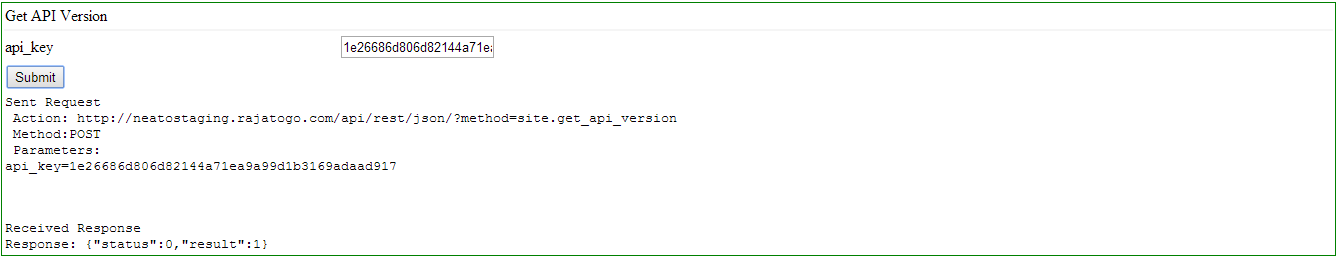 Get API Version
api_key 1e26686d806d82144a71ea
Submit
Sent Request
Action: http://neatostaging.rajatogo.com/api/rest/json/?method=site.get_api_version
Method:POST
Parameters:
api_key=1e26686d806d82144a71ea9a99d1b3169adaad917
Received Response
Response: {"status":0,"result":1}